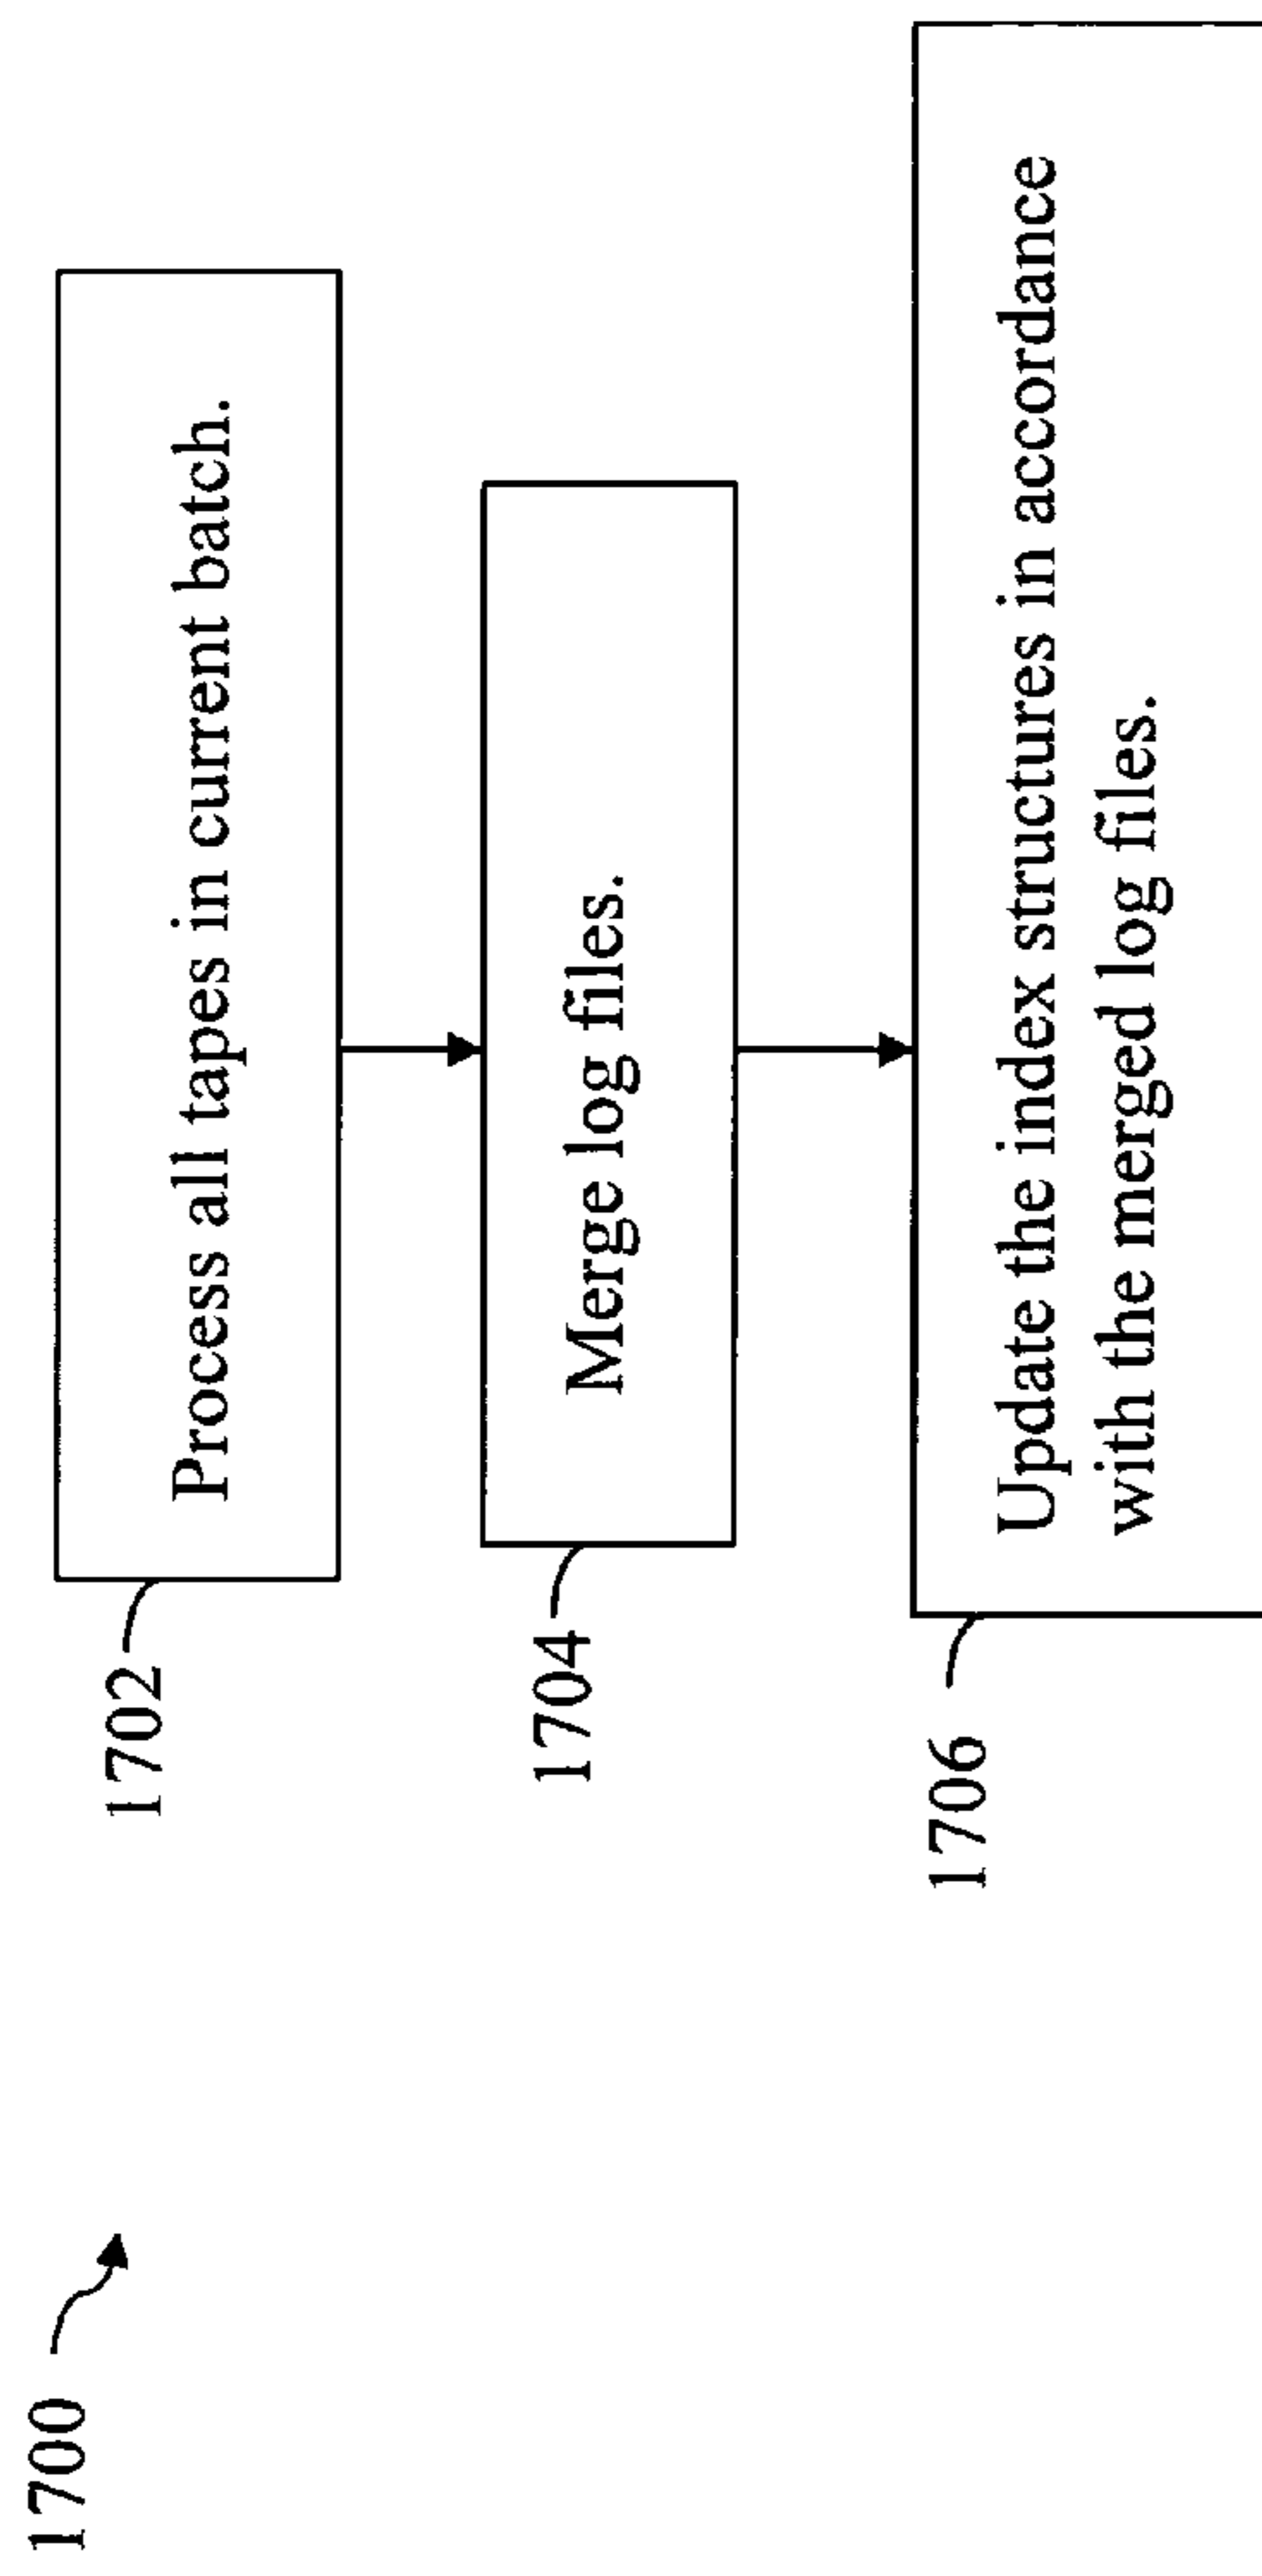 1700
1702
Process all tapes in current batch.
1704
Merge log files.
1706
Update the index structures in accordance
with the merged log files.